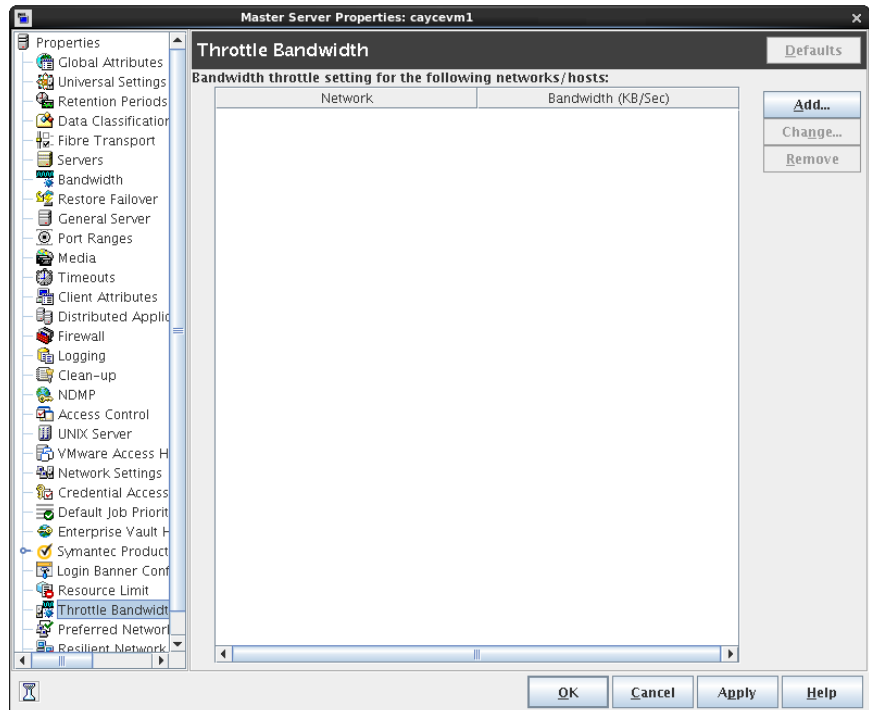 Master Server Properties: caycevm1
Properties
Global Attributes
Universal Settings
Retention Periods
Data Classification
Fibre Transport
Servers
Bandwidth
Restore Failover
General Server
Port Ranges
Media
Timeouts
Client Attributes
Distributed Applic
Firewall
Logging
Clean-up
NDMP
Access Control
UNIX Server
VMware Access H
Network Settings
Credential Access
Default Job Priorit
Enterprise Vault H
Symantec Product
Login Banner Conf
Resource Limit
Throttle Bandwidt
Preferred Networl
Resilient Network
Throttle Bandwidth
Defaults
Bandwidth throttle setting for the following networks/hosts:
Network
Bandwidth (KB/Sec)
Add...
Change...
Remove
OK
Cancel
Apply
Help